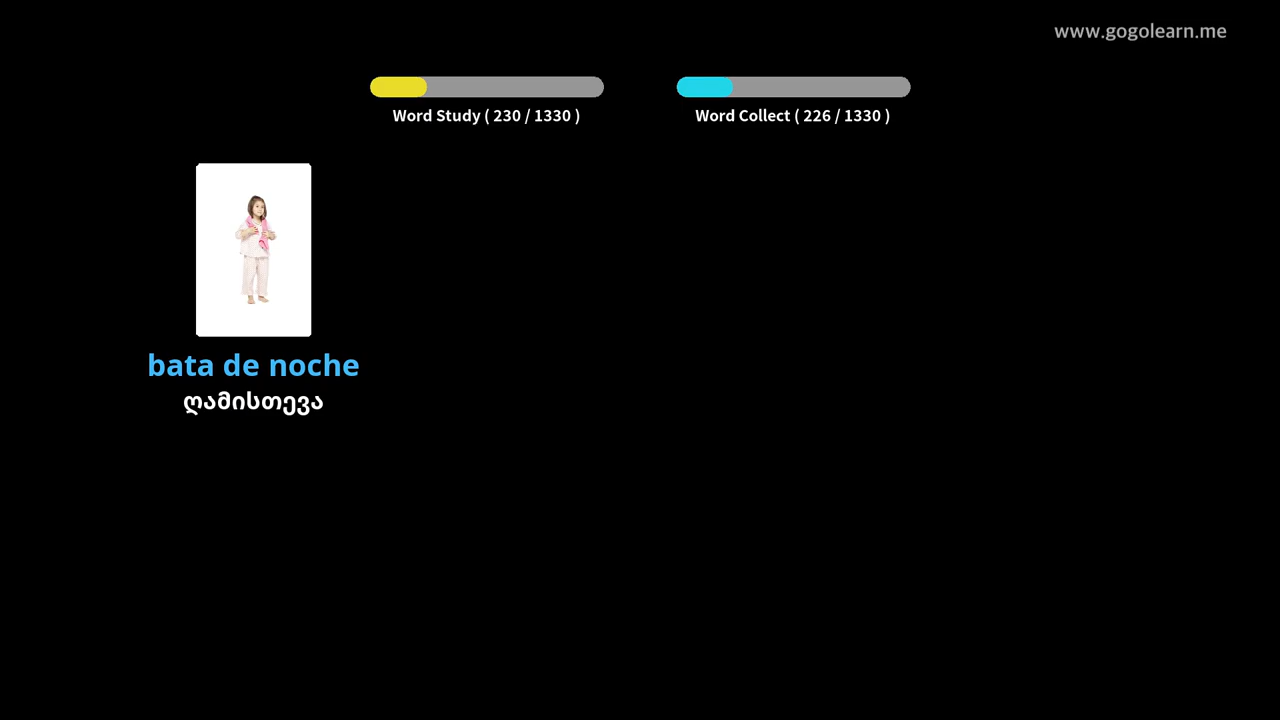 www.gogolearn.me
Word Study ( 230 / 1330 )
Word Collect ( 226 / 1330 )
bata de noche
ღამისთევა